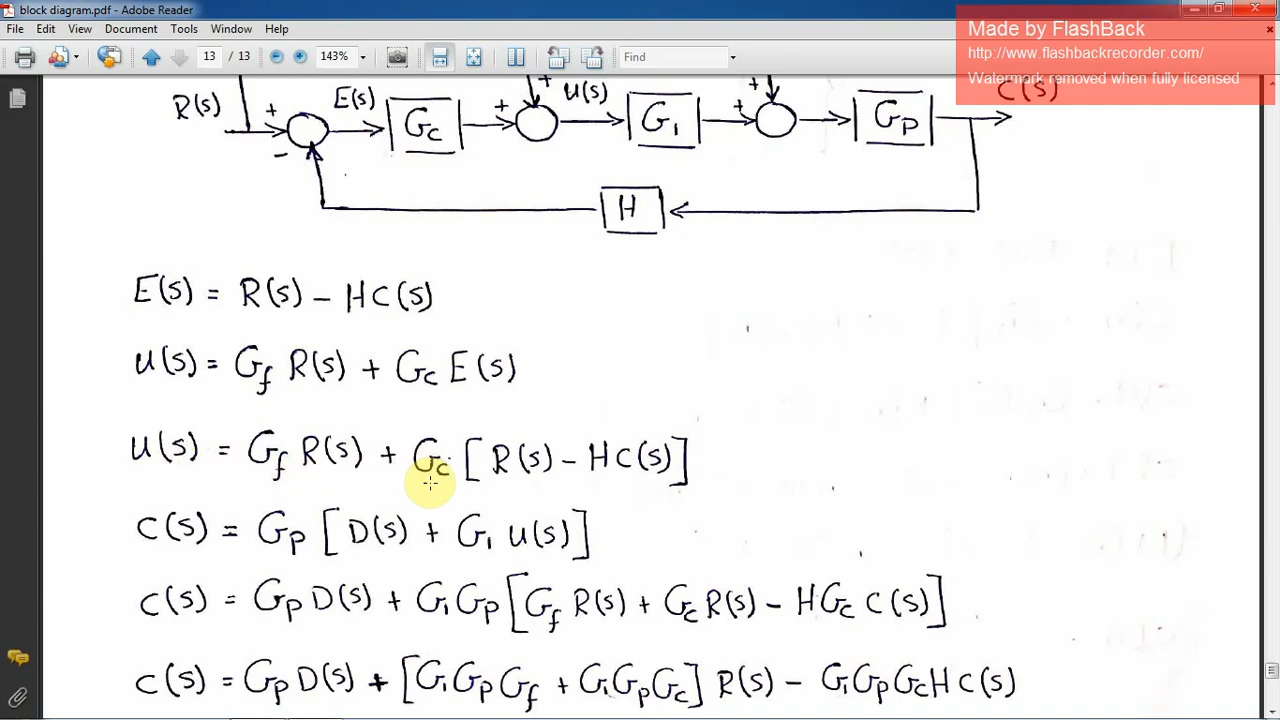 block diagram.pdf - Adobe Reader
File Edit View Document Tools Window Help
13 / 13 143% Find
Made by FlashBack
http://www.flashbackrecorder.com/
Watermark removed when fully licensed
R(s) + - E(s) Gc + + U(s) G1 + + Gp C(s)
H
E(s) = R(s) - HC(s)
U(s) = Gf R(s) + Gc E(s)
U(s) = Gf R(s) + Gc [R(s) - HC(s)]
C(s) = Gp [D(s) + G1 U(s)]
C(s) = Gp D(s) + G1Gp [Gf R(s) + Gc R(s) - HGc C(s)]
C(s) = Gp D(s) + [G1GpGf + G1GpGc] R(s) - G1GpGcHC(s)